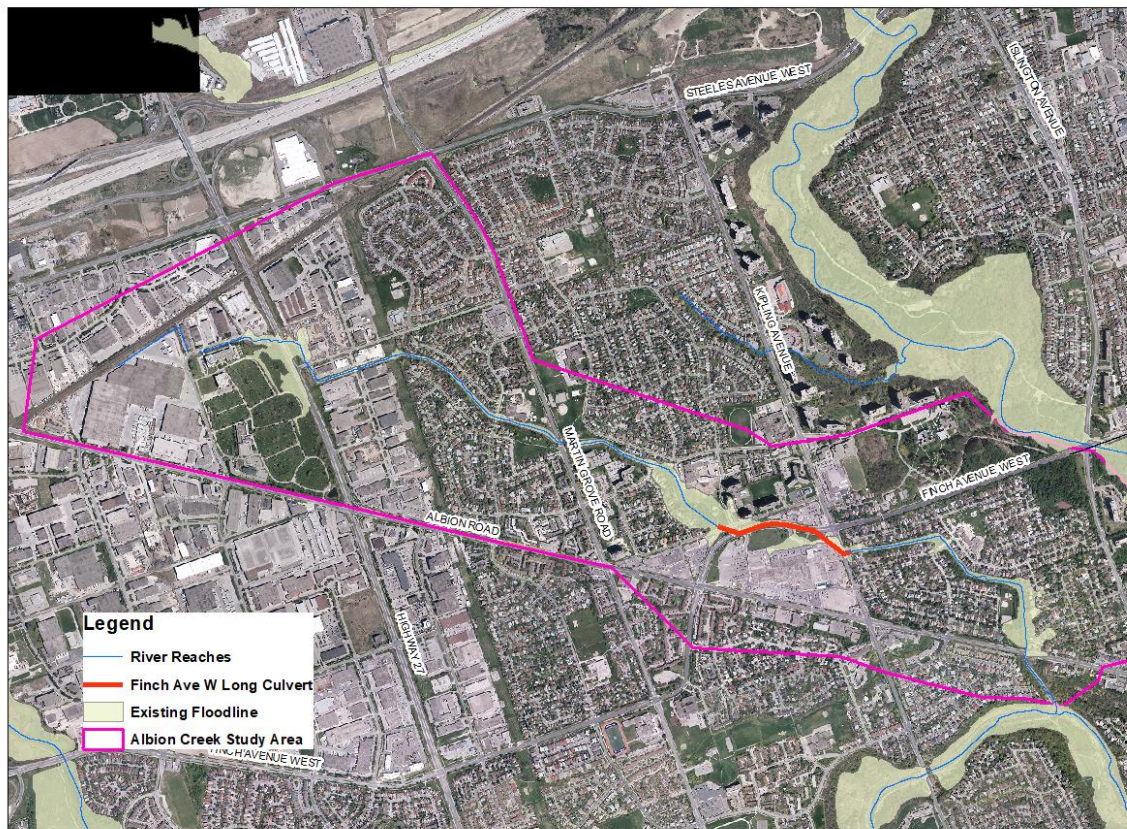 STEELES AVENUE WEST
ISLINGTON AVENUE
KIPLING AVENUE
MARTIN GROVE ROAD
FINCH AVENUE WEST
ALBION ROAD
HIGHWAY 27
Legend
River Reaches
Finch Ave W Long Culvert
Existing Floodline
Albion Creek Study Area
FINCH AVENUE WEST